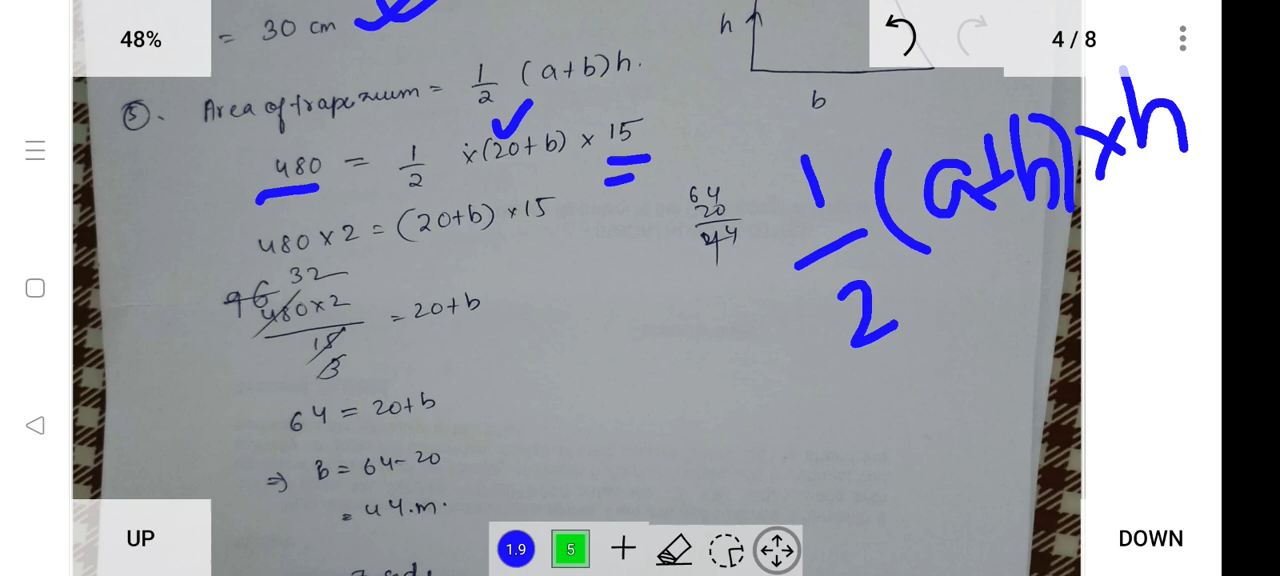 48%
= 30 cm
h
4 / 8
b
5. Area of trapezium = 1/2 (a+b)h.
480 = 1/2 × (20+b) × 15
480 × 2 = (20+b) × 15
96 32
480×2/15 = 20+b
3
64 = 20+b
⇒ B = 64 - 20
= 44.m.
64
20
44
1/2 (a+b)×h
UP
1.9
5
DOWN